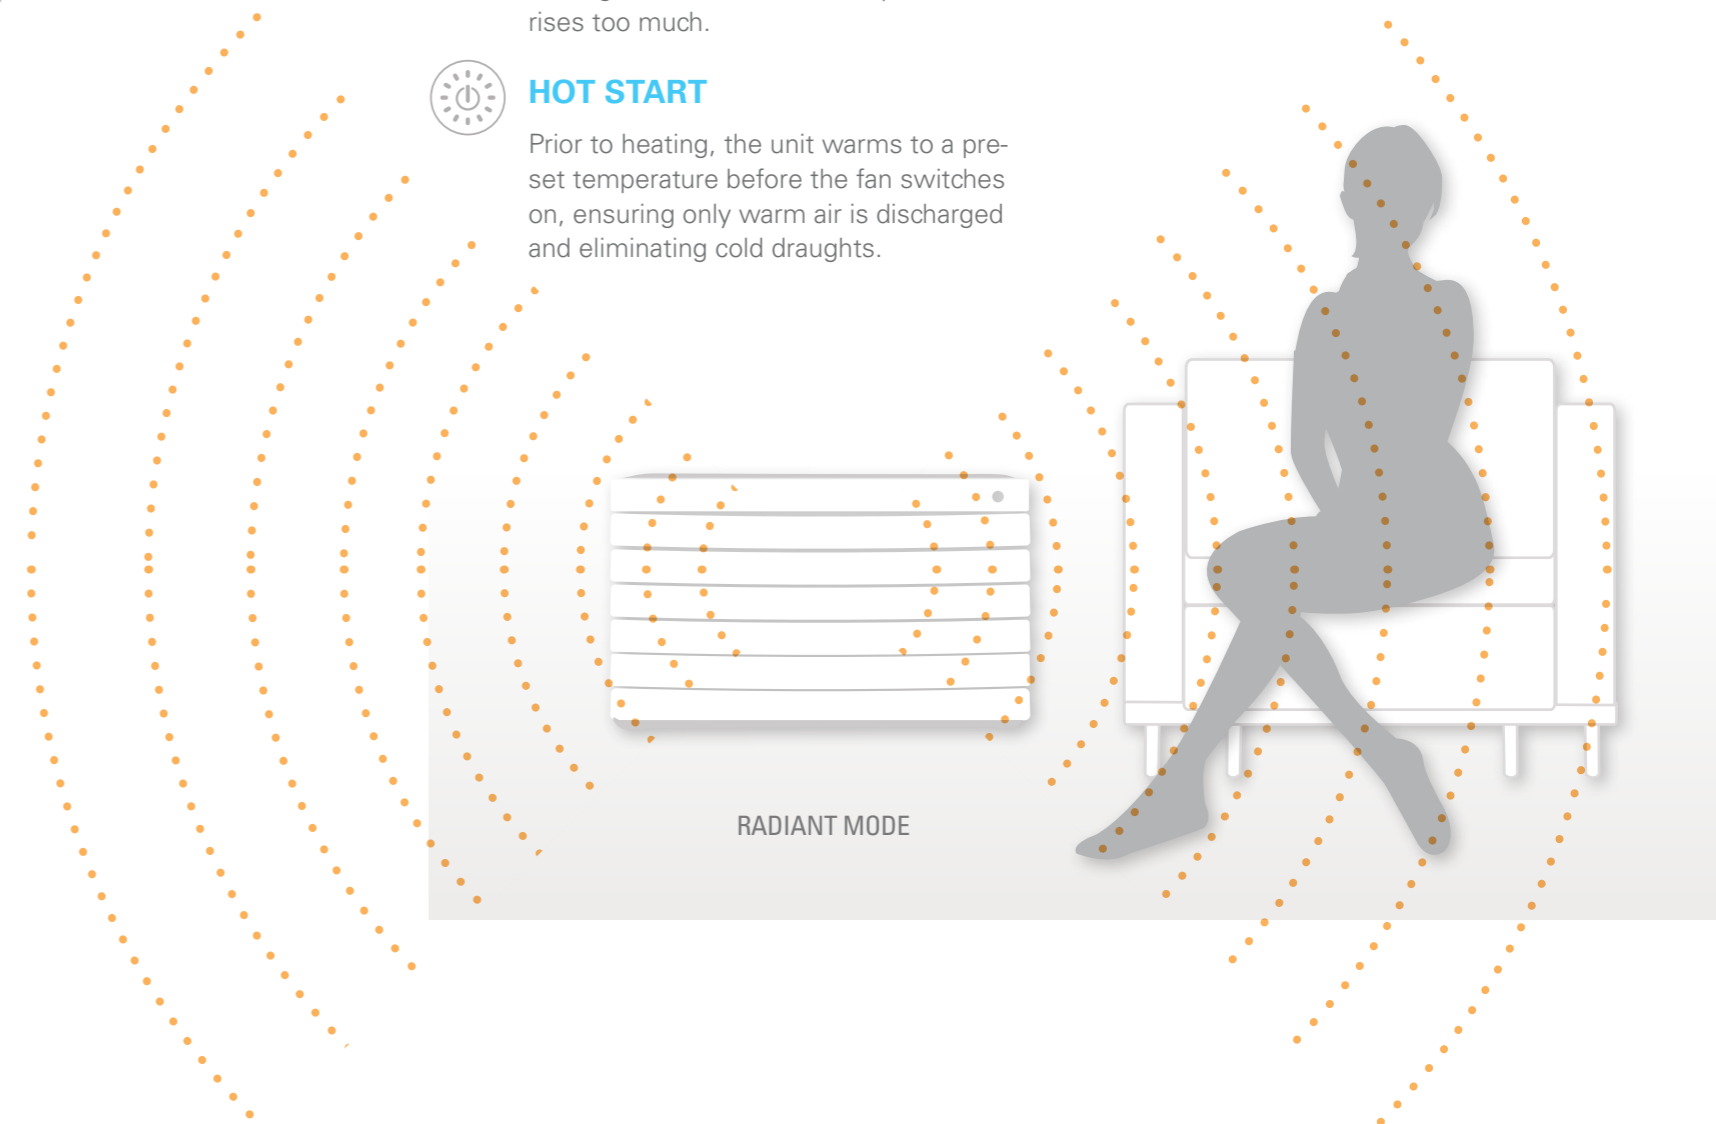 rises too much.
HOT START
Prior to heating, the unit warms to a pre-
set temperature before the fan switches
on, ensuring only warm air is discharged
and eliminating cold draughts.
RADIANT MODE